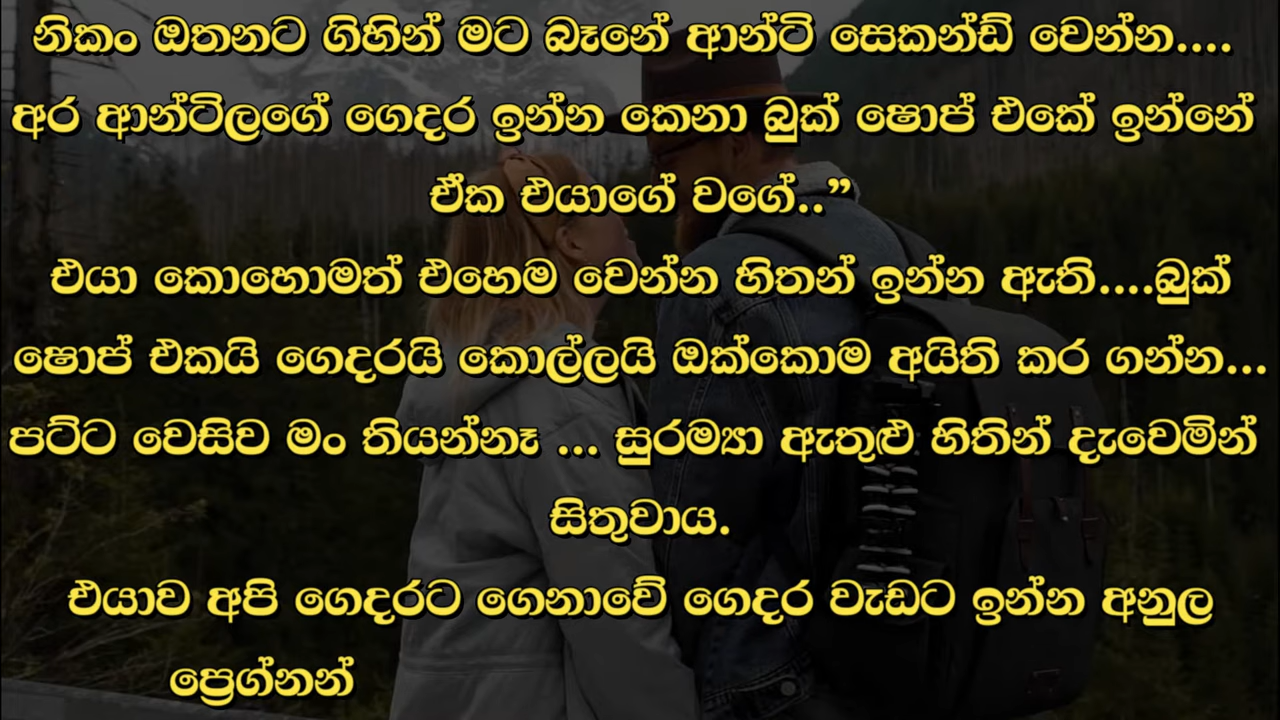 නිකං ඔතනට ගිහින් මට බෑනේ ආන්ටි සෙකන්ඩ් වෙන්න....
අර ආන්ටිලගේ ගෙදර ඉන්න කෙනා බුක් ෂොප් එකේ ඉන්නේ
ඒක එයාගේ වගේ..”
එයා කොහොමත් එහෙම වෙන්න හිතන් ඉන්න ඇති....බුක්
ෂොප් එකයි ගෙදරයි කොල්ලයි ඔක්කොම අයිති කර ගන්න...
පට්ට වෙසිව මං තියන්නෑ ... සුරම්‍යා ඇතුළු හිතින් දැවෙමින්
සිතුවාය.
එයාව අපි ගෙදරට ගෙනාවේ ගෙදර වැඩට ඉන්න අනුල
ප්‍රෙග්නන්